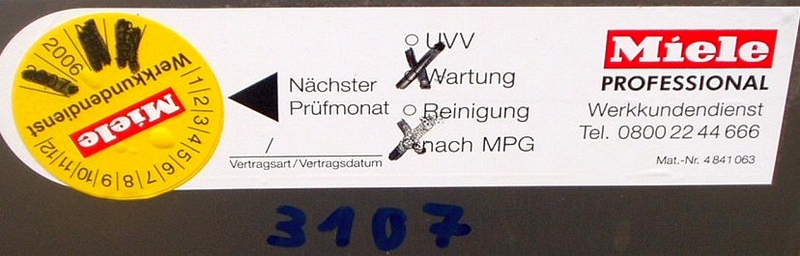 2006
Werkkundendienst
Miele
1/2/3/4/5/6/7/8/9/10/11/12/
Nächster
Prüfmonat
/
Vertragsart/Vertragsdatum
UVV
Wartung
Reinigung
nach MPG
Miele
PROFESSIONAL
Werkkundendienst
Tel. 0800 22 44 666
Mat.-Nr. 4 841 063
3107